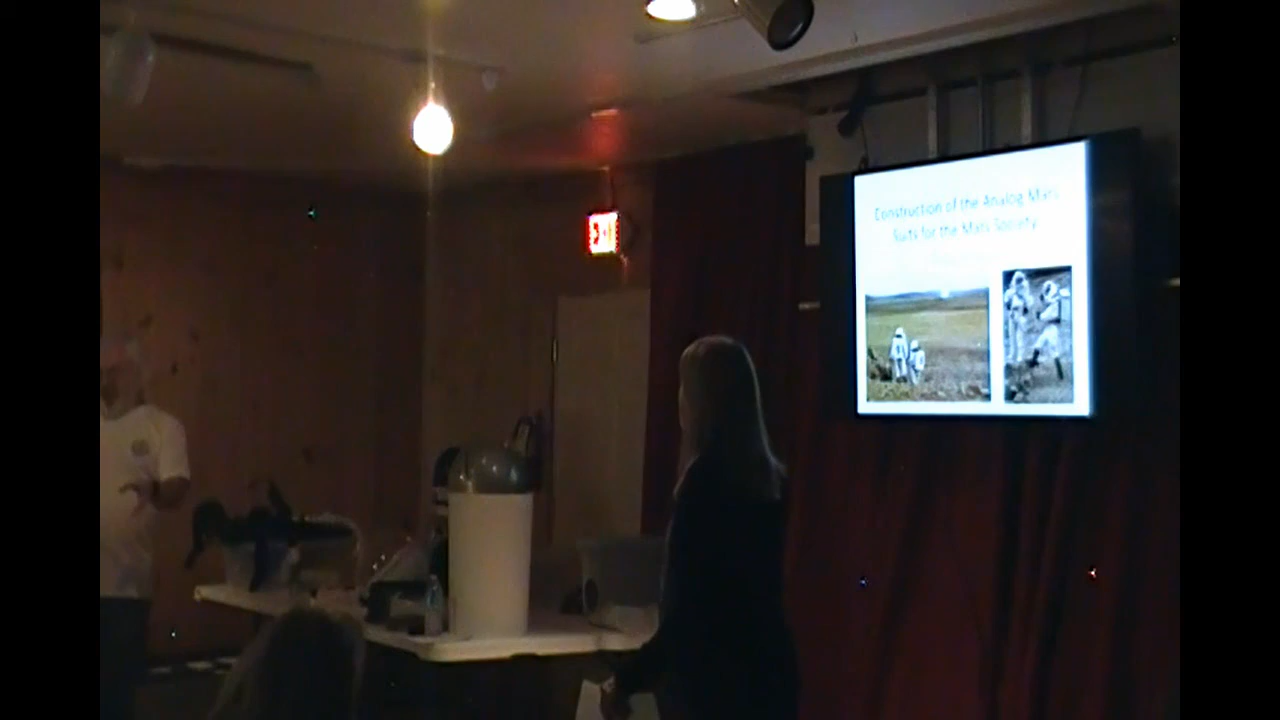 Construction of the Analog Mars
Suits for the Mars Society